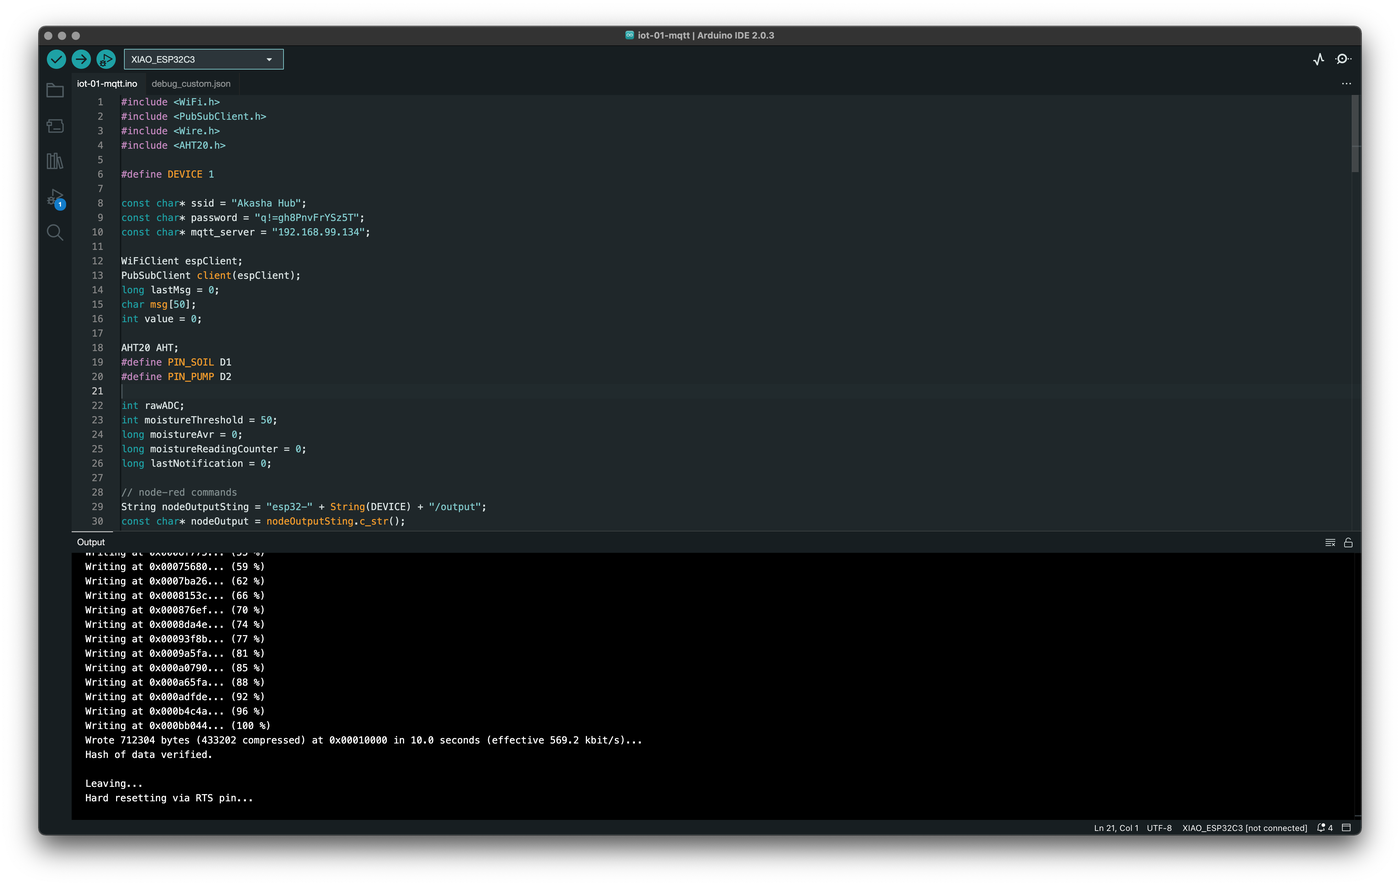 iot-01-mqtt | Arduino IDE 2.0.3
XIAO_ESP32C3
iot-01-mqtt.ino debug_custom.json
1 #include <WiFi.h>
2 #include <PubSubClient.h>
3 #include <Wire.h>
4 #include <AHT20.h>
5
6 #define DEVICE 1
7
8 const char* ssid = "Akasha Hub";
9 const char* password = "q!=gh8PnvFrYSz5T";
10 const char* mqtt_server = "192.168.99.134";
11
12 WiFiClient espClient;
13 PubSubClient client(espClient);
14 long lastMsg = 0;
15 char msg[50];
16 int value = 0;
17
18 AHT20 AHT;
19 #define PIN_SOIL D1
20 #define PIN_PUMP D2
21
22 int rawADC;
23 int moistureThreshold = 50;
24 long moistureAvr = 0;
25 long moistureReadingCounter = 0;
26 long lastNotification = 0;
27
28 // node-red commands
29 String nodeOutputSting = "esp32-" + String(DEVICE) + "/output";
30 const char* nodeOutput = nodeOutputSting.c_str();
1
Output
Writing at
Writing at 0x00075680... (59 %)
Writing at 0x0007ba26... (62 %)
Writing at 0x0008153c... (66 %)
Writing at 0x000876ef... (70 %)
Writing at 0x0008da4e... (74 %)
Writing at 0x00093f8b... (77 %)
Writing at 0x0009a5fa... (81 %)
Writing at 0x000a0790... (85 %)
Writing at 0x000a65fa... (88 %)
Writing at 0x000adfde... (92 %)
Writing at 0x000b4c4a... (96 %)
Writing at 0x000bb044... (100 %)
Wrote 712304 bytes (433202 compressed) at 0x00010000 in 10.0 seconds (effective 569.2 kbit/s)...
Hash of data verified.
Leaving...
Hard resetting via RTS pin...
Ln 21, Col 1 UTF-8 XIAO_ESP32C3 [not connected] 4